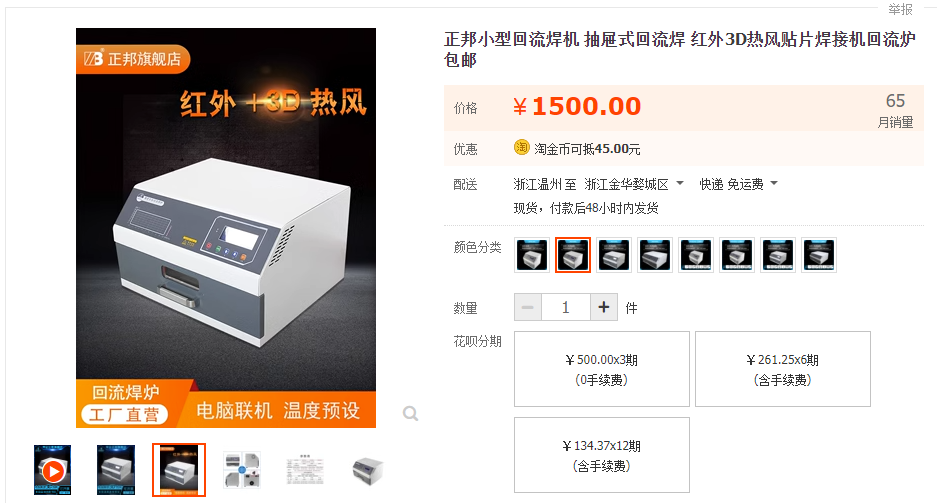 举报
正邦旗舰店
红外 +3D 热风
回流焊炉
工厂直营
电脑联机 温度预设
正邦小型回流焊机 抽屉式回流焊 红外3D热风贴片焊接机回流炉
包邮
价格
¥1500.00
65
月销量
优惠
淘 淘金币可抵45.00元
配送
浙江温州 至 浙江金华婺城区 快递 免运费
现货，付款后48小时内发货
颜色分类
数量
1
件
花呗分期
¥500.00x3期
(0手续费)
¥261.25x6期
(含手续费)
¥134.37x12期
(含手续费)